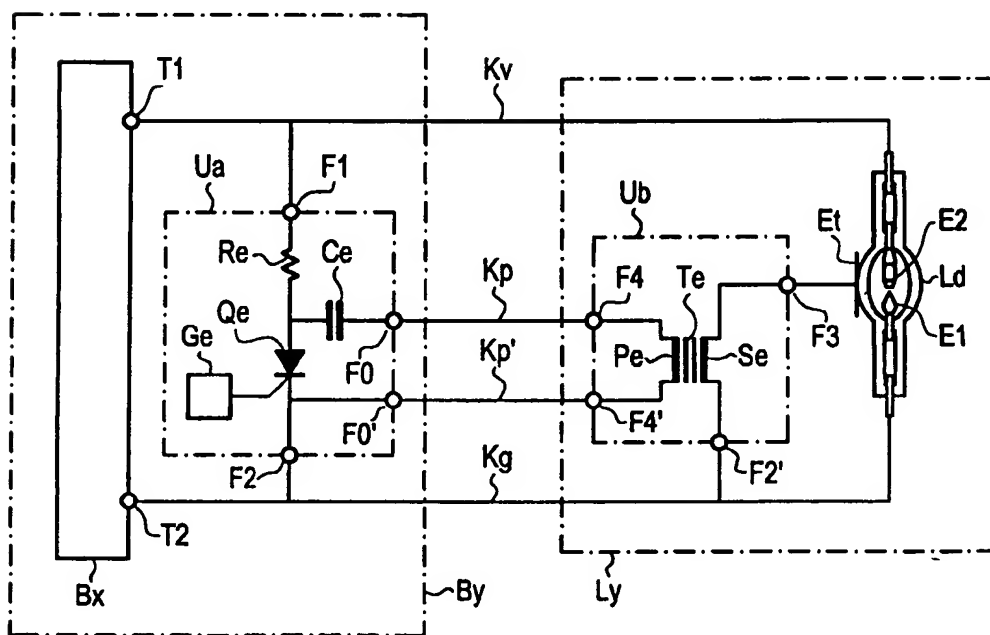 T1
Kv
Ua
F1
Ub
Et
E2
Re
Ce
Kp
F4
Te
Ld
Qe
Ge
F0
Kp'
Pe
Se
F3
E1
F0'
F4'
F2
Kg
F2'
T2
Bx
By
Ly